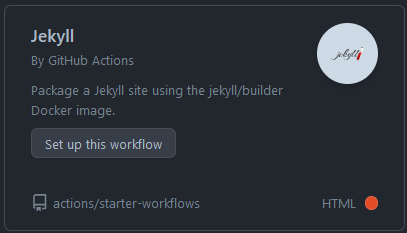 Jekyll
jekyll
By GitHub Actions
Package a Jekyll site using the jekyll/builder
Docker image.
Set up this workflow
actions/starter-workflows
HTML